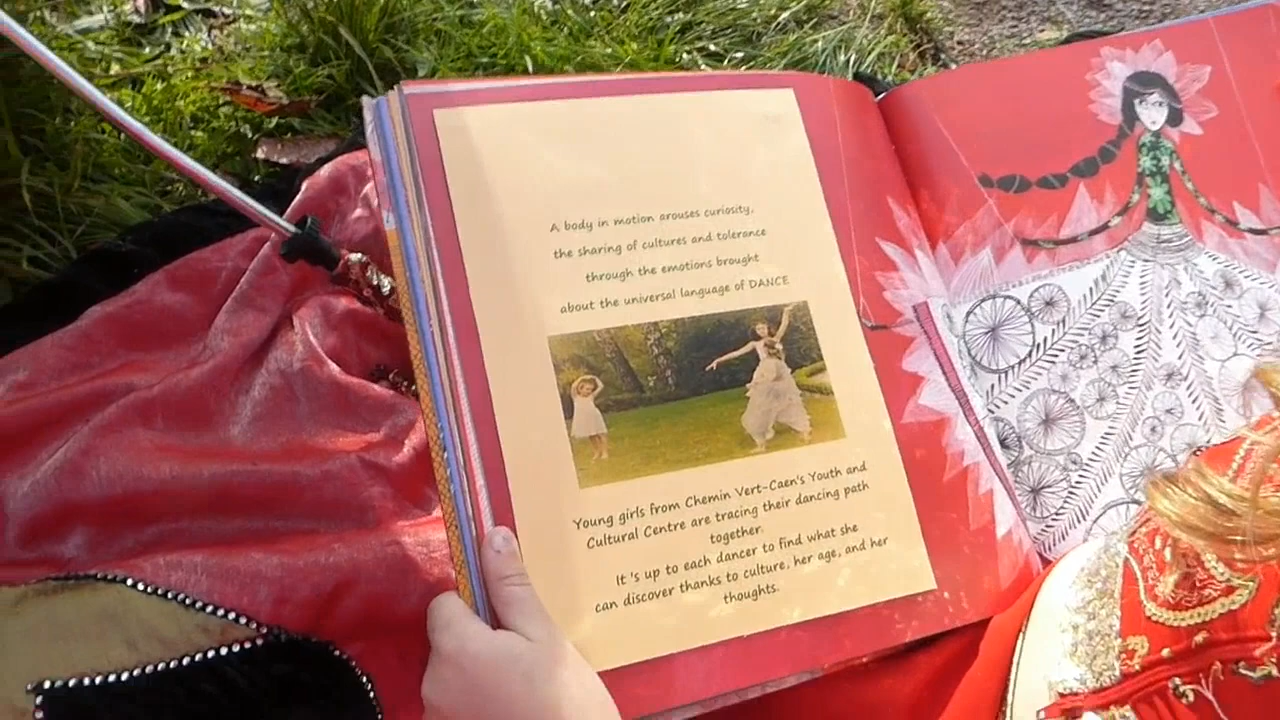 A body in motion arouses curiosity,
the sharing of cultures and tolerance
through the emotions brought
about the universal language of DANCE
Young girls from Chemin Vert-Caen's Youth and
Cultural Centre are tracing their dancing path
together.
It 's up to each dancer to find what she
can discover thanks to culture, her age, and her
thoughts.